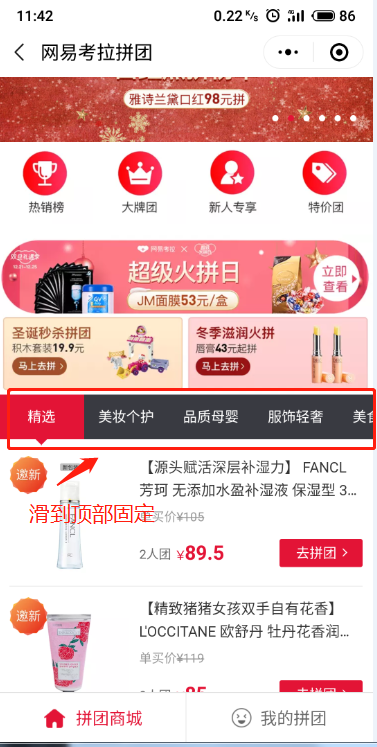 11:42
0.22 K/s 4G 86
网易考拉拼团
雅诗兰黛口红98元拼
热销榜
大牌团
新人专享
特价团
网易考拉 ×
超级火拼日
JM面膜53元/盒
立即
查看
圣诞秒杀拼团
积木套装19.9元
马上去拼
冬季滋润火拼
唇膏43元起拼
马上去拼
精选
美妆个护
品质母婴
服饰轻奢
美食
邀新
滑到顶部固定
【源头赋活深层补湿力】 FANCL
芳珂 无添加水盈补湿液 保湿型 3...
单买价¥105
2人团 ¥89.5
去拼团
邀新
【精致猪猪女孩双手自有花香】
L'OCCITANE 欧舒丹 牡丹花香润...
单买价¥119
2人团 ¥85
去拼团
拼团商城
我的拼团